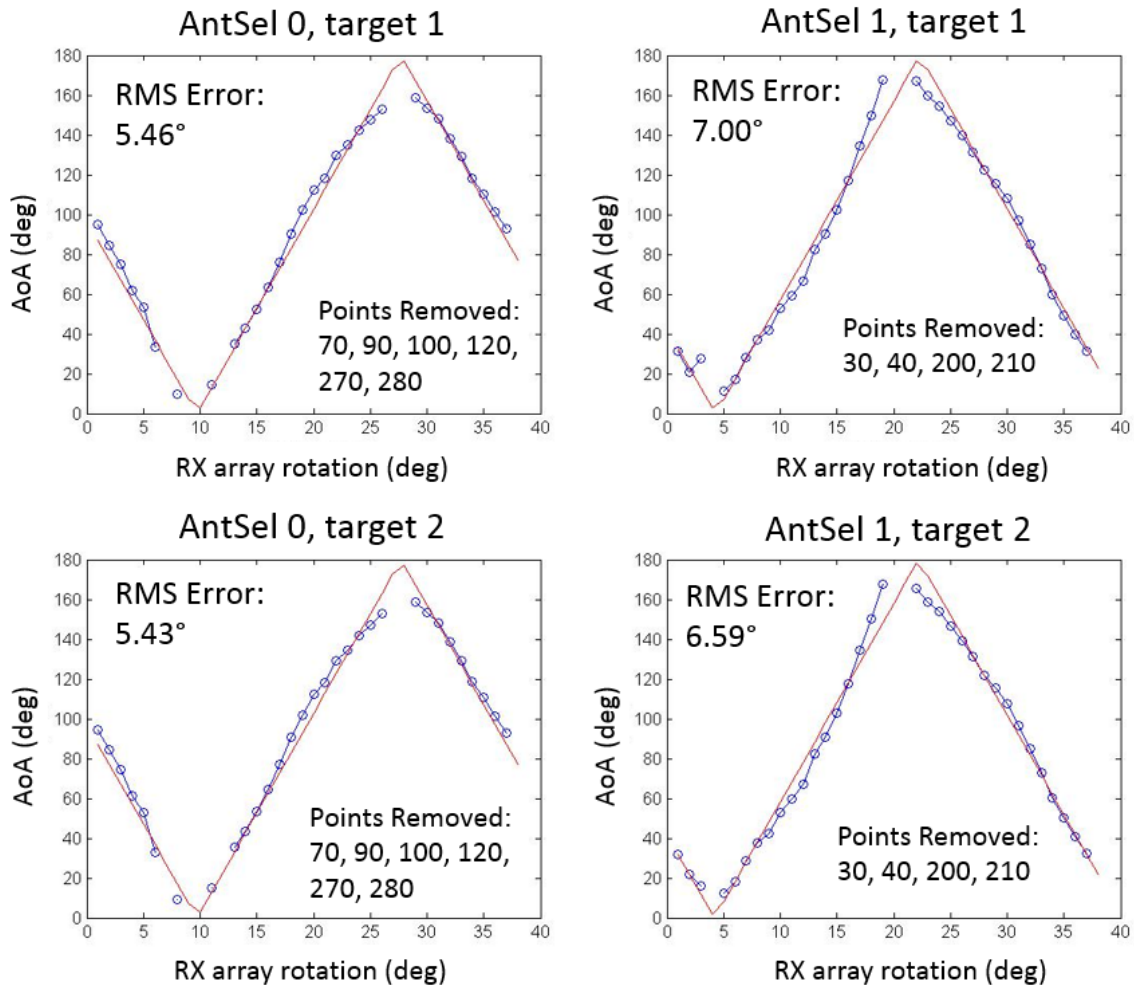 AntSel 0, target 1
180
160
140
120
100
80
60
40
20
0
AoA (deg)
RMS Error:
5.46°
Points Removed:
70, 90, 100, 120,
270, 280
0 5 10 15 20 25 30 35 40
RX array rotation (deg)
AntSel 1, target 1
180
160
140
120
100
80
60
40
20
0
AoA (deg)
RMS Error:
7.00°
Points Removed:
30, 40, 200, 210
0 5 10 15 20 25 30 35 40
RX array rotation (deg)
AntSel 0, target 2
180
160
140
120
100
80
60
40
20
0
AoA (deg)
RMS Error:
5.43°
Points Removed:
70, 90, 100, 120,
270, 280
0 5 10 15 20 25 30 35 40
RX array rotation (deg)
AntSel 1, target 2
180
160
140
120
100
80
60
40
20
0
AoA (deg)
RMS Error:
6.59°
Points Removed:
30, 40, 200, 210
0 5 10 15 20 25 30 35 40
RX array rotation (deg)